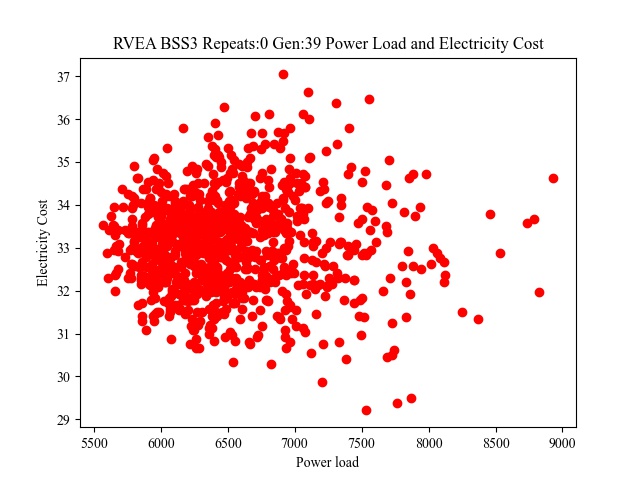 RVEA BSS3 Repeats:0 Gen:39 Power Load and Electricity Cost
37
36
35
34
33
32
31
30
29
Electricity Cost
5500 6000 6500 7000 7500 8000 8500 9000
Power load